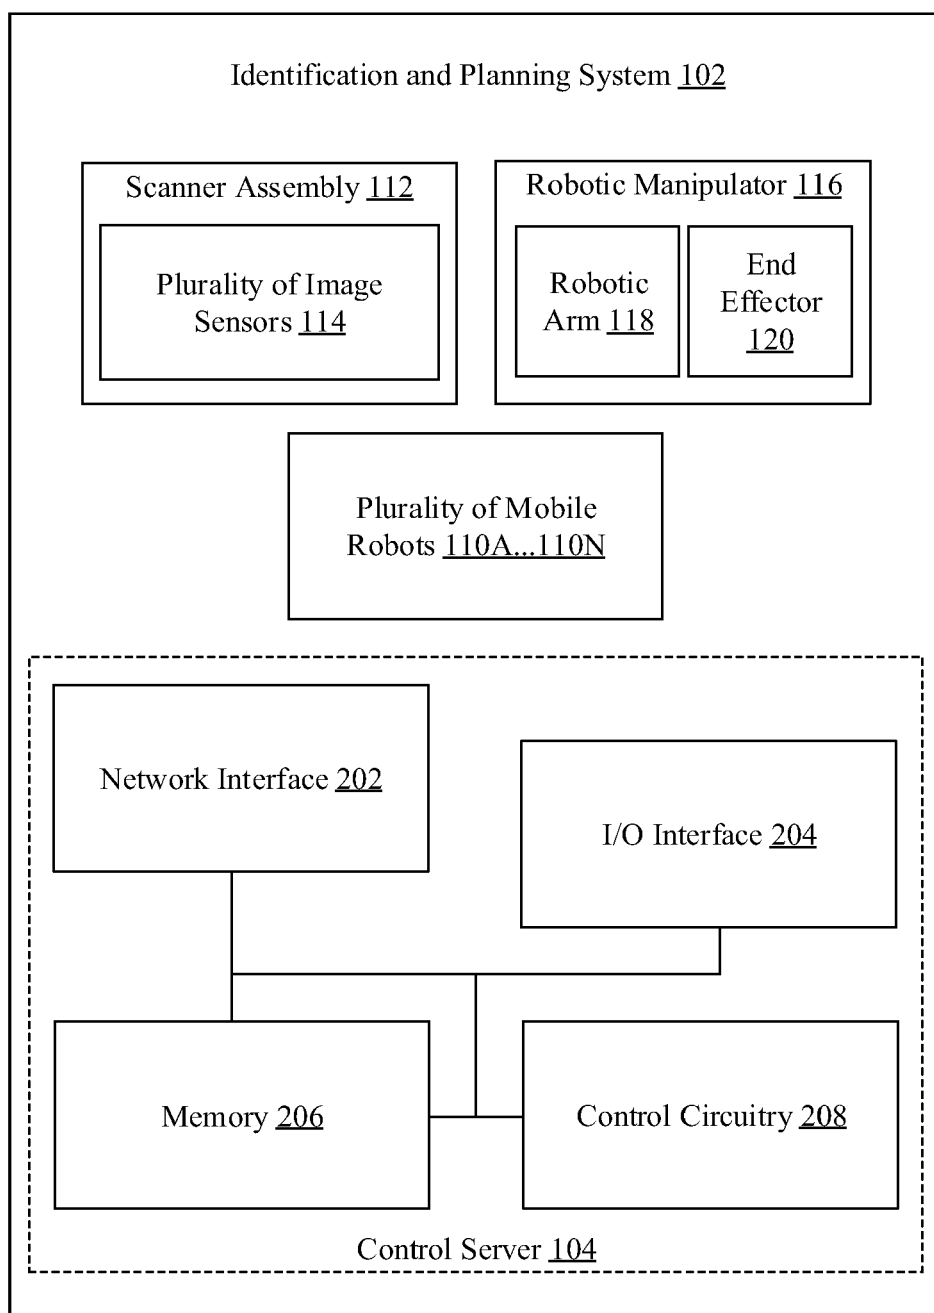 Identification and Planning System 102
Scanner Assembly 112
Plurality of Image
Sensors 114
Robotic Manipulator 116
Robotic
Arm 118
End
Effector
120
Plurality of Mobile
Robots 110A...110N
Network Interface 202
I/O Interface 204
Memory 206
Control Circuitry 208
Control Server 104